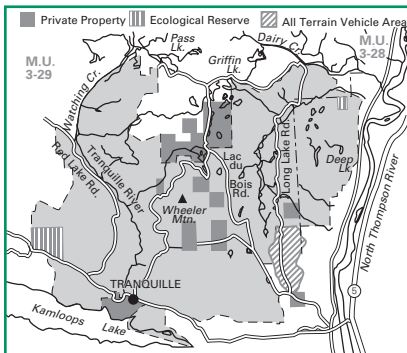 Private Property
Ecological Reserve
All Terrain Vehicle Area
M.U.
3-29
Pass
Lk.
Griffin
Lk.
Dairy Cr.
M.U.
3-28
Watching Cr.
Red Lake Rd.
Tranquille River
Lac
du
Bois
Rd.
Long Lake Rd.
Deep
Lk.
North Thompson River
Wheeler
Mtn.
TRANQUILLE
Kamloops Lake
5